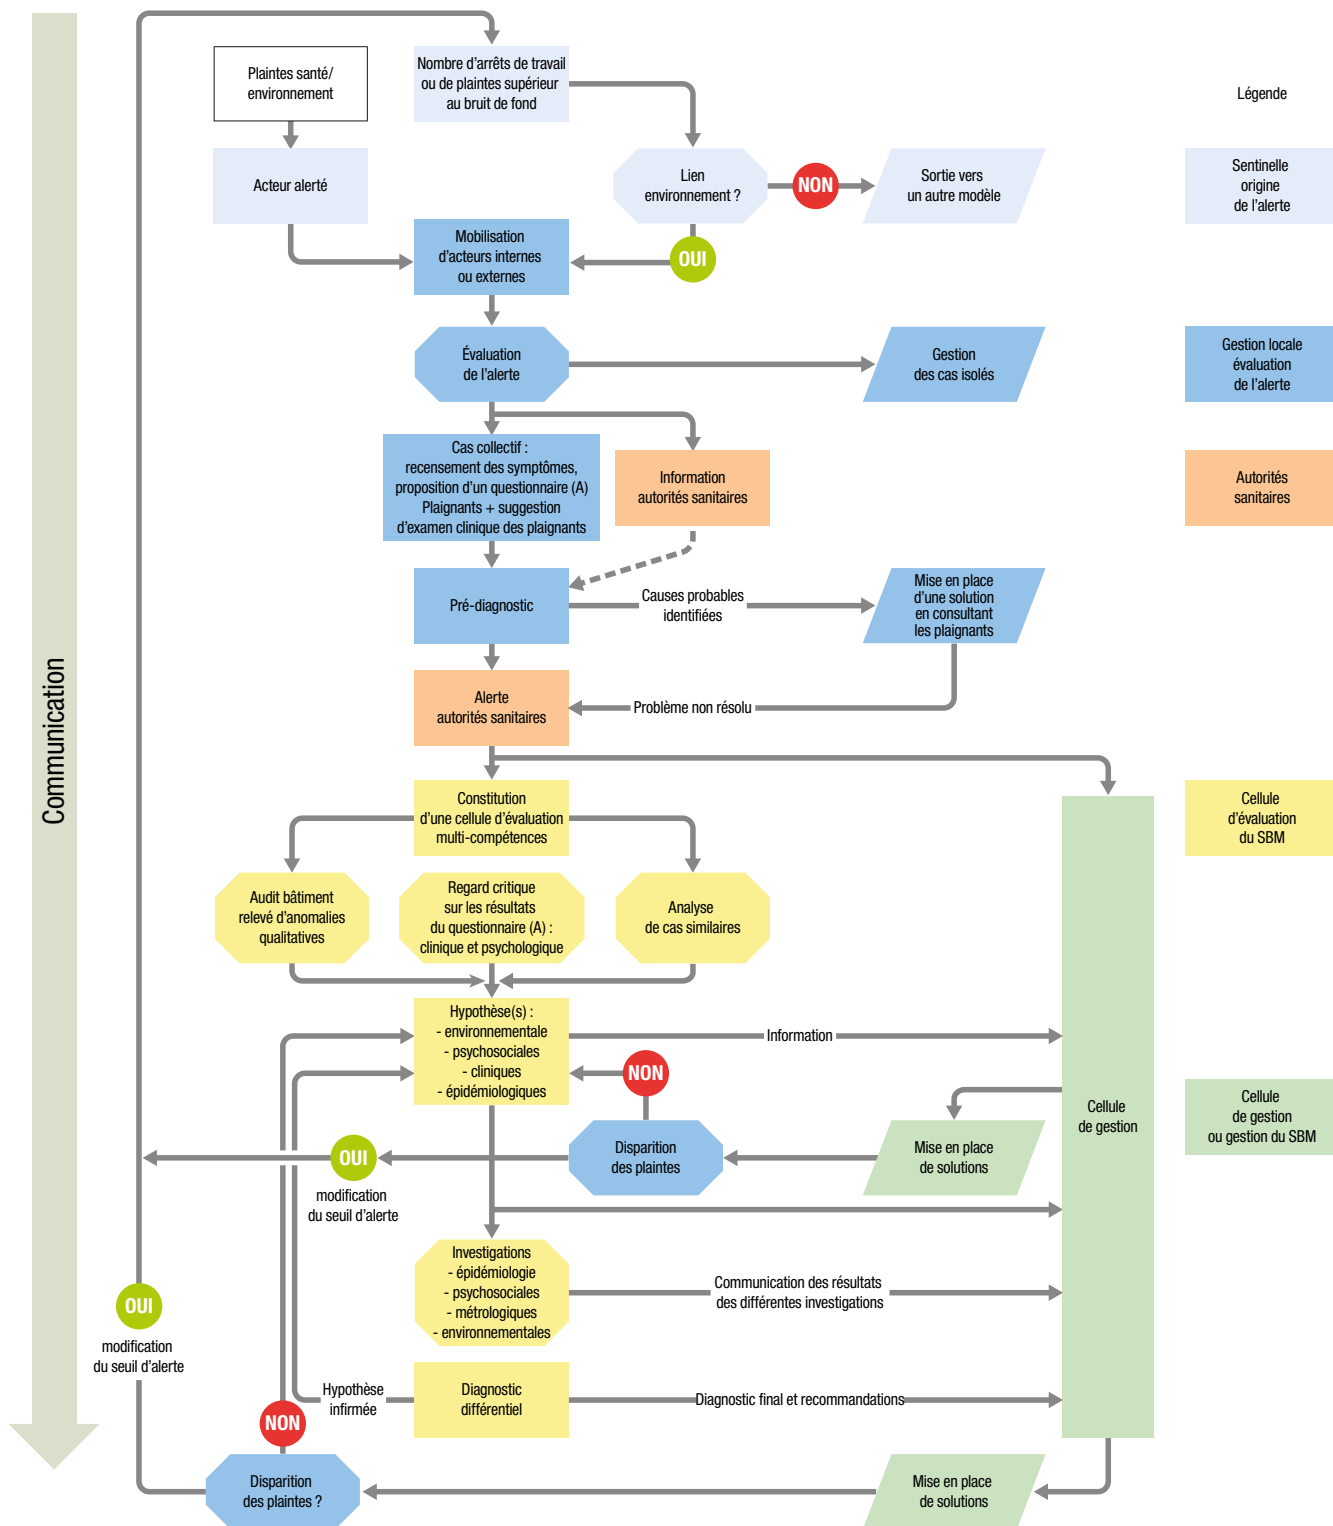 Plaintes santé/
environnement
Nombre d'arrêts de travail
ou de plaintes supérieur
au bruit de fond
Légende
Acteur alerté
Lien
environnement ?
NON
Sortie vers
un autre modèle
Sentinelle
origine
de l'alerte
Mobilisation
d'acteurs internes
ou externes
OUI
Évaluation
de l'alerte
Gestion
des cas isolés
Gestion locale
évaluation
de l'alerte
Cas collectif :
recensement des symptômes,
proposition d'un questionnaire (A)
Plaignants + suggestion
d'examen clinique des plaignants
Information
autorités sanitaires
Autorités
sanitaires
Pré-diagnostic
Causes probables
identifiées
Mise en place
d'une solution
en consultant
les plaignants
Communication
Alerte
autorités sanitaires
Problème non résolu
Constitution
d'une cellule d'évaluation
multi-compétences
Cellule
d'évaluation
du SBM
Audit bâtiment
relevé d'anomalies
qualitatives
Regard critique
sur les résultats
du questionnaire (A) :
clinique et psychologique
Analyse
de cas similaires
Hypothèse(s) :
- environnementale
- psychosociales
- cliniques
- épidémiologiques
Information
NON
Cellule
de gestion
Cellule
de gestion
ou gestion du SBM
OUI
modification
du seuil d'alerte
Disparition
des plaintes
Mise en place
de solutions
Investigations
- épidémiologie
- psychosociales
- métrologiques
- environnementales
Communication des résultats
des différentes investigations
OUI
modification
du seuil d'alerte
Hypothèse
infirmée
Diagnostic
différentiel
Diagnostic final et recommandations
NON
Disparition
des plaintes ?
Mise en place
de solutions